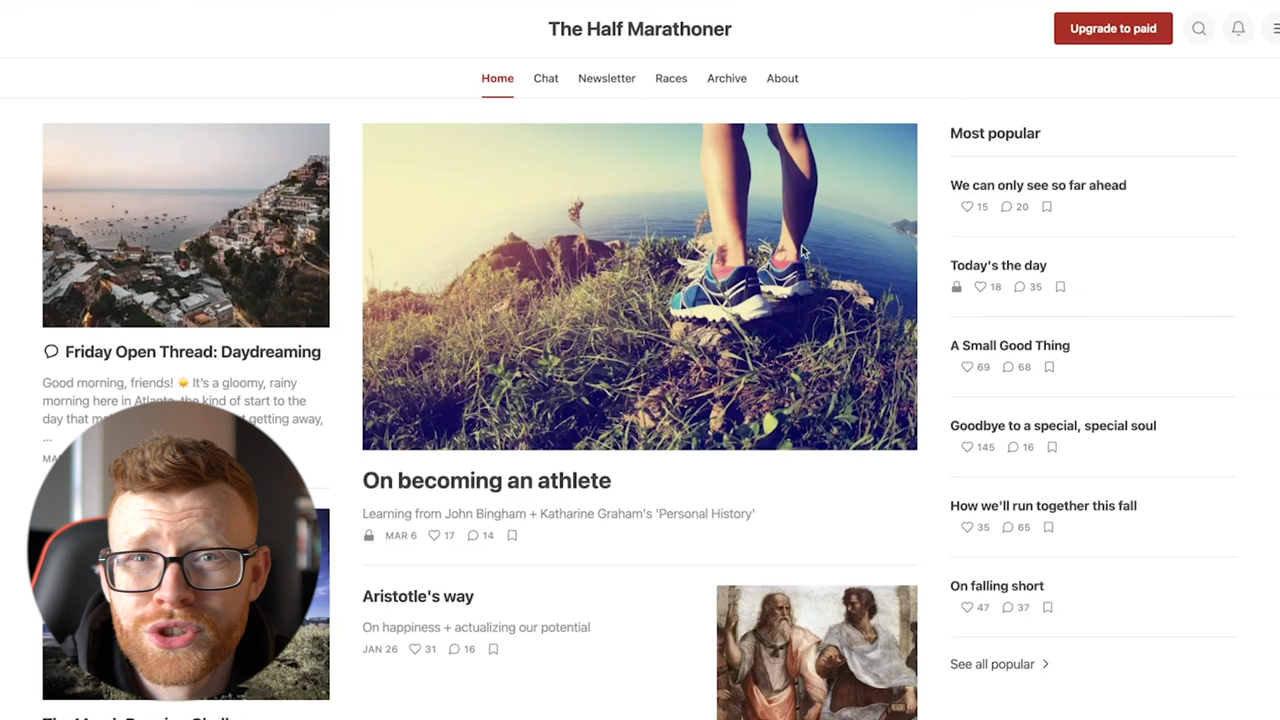 The Half Marathoner
Upgrade to paid
Home
Chat
Newsletter
Races
Archive
About
Friday Open Thread: Daydreaming
Good morning, friends! ☀️ It's a gloomy, rainy
morning here in Atlanta, the kind of start to the
day that getting away,
...
On becoming an athlete
Learning from John Bingham + Katharine Graham's 'Personal History'
MAR 6
17
14
Aristotle's way
On happiness + actualizing our potential
JAN 26
31
16
Most popular
We can only see so far ahead
15
20
Today's the day
18
35
A Small Good Thing
69
68
Goodbye to a special, special soul
145
16
How we'll run together this fall
35
65
On falling short
47
37
See all popular